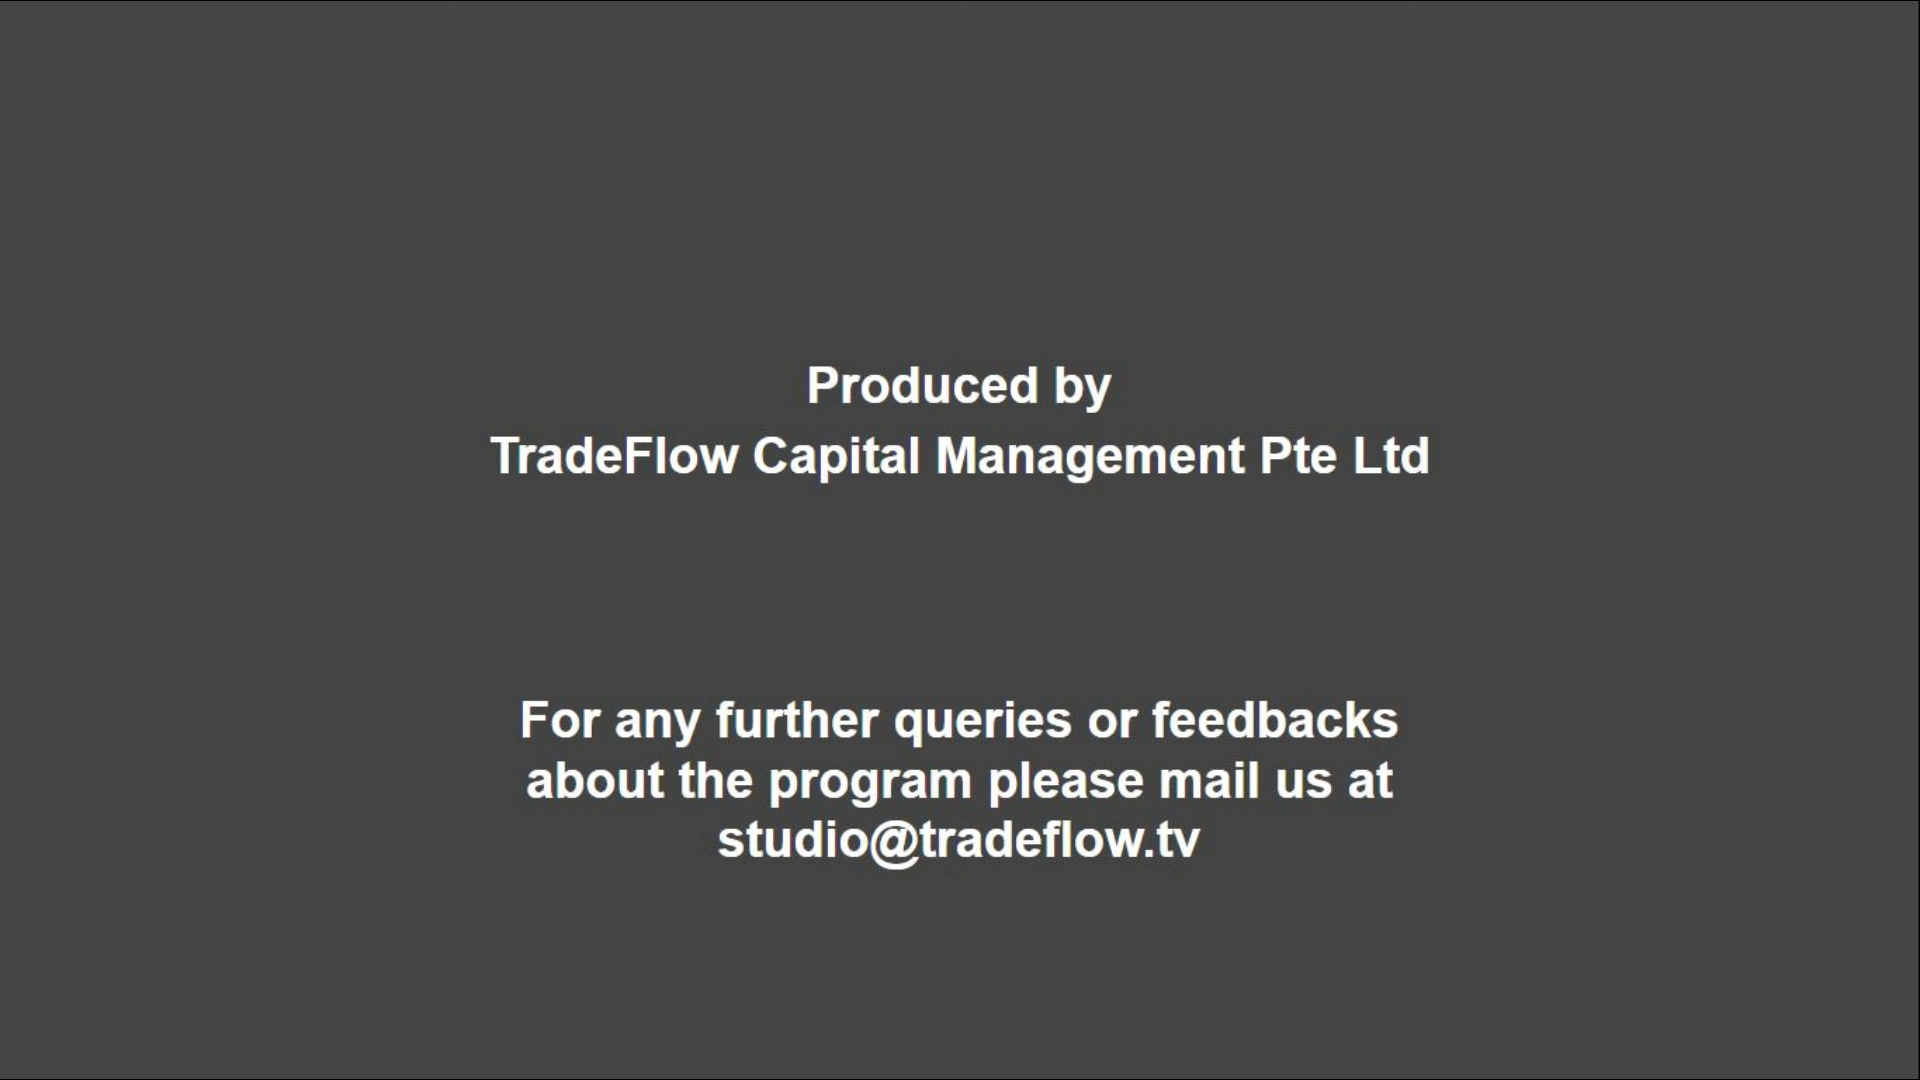 Produced by
TradeFlow Capital Management Pte Ltd
For any further queries or feedbacks
about the program please mail us at
studio@tradeflow.tv